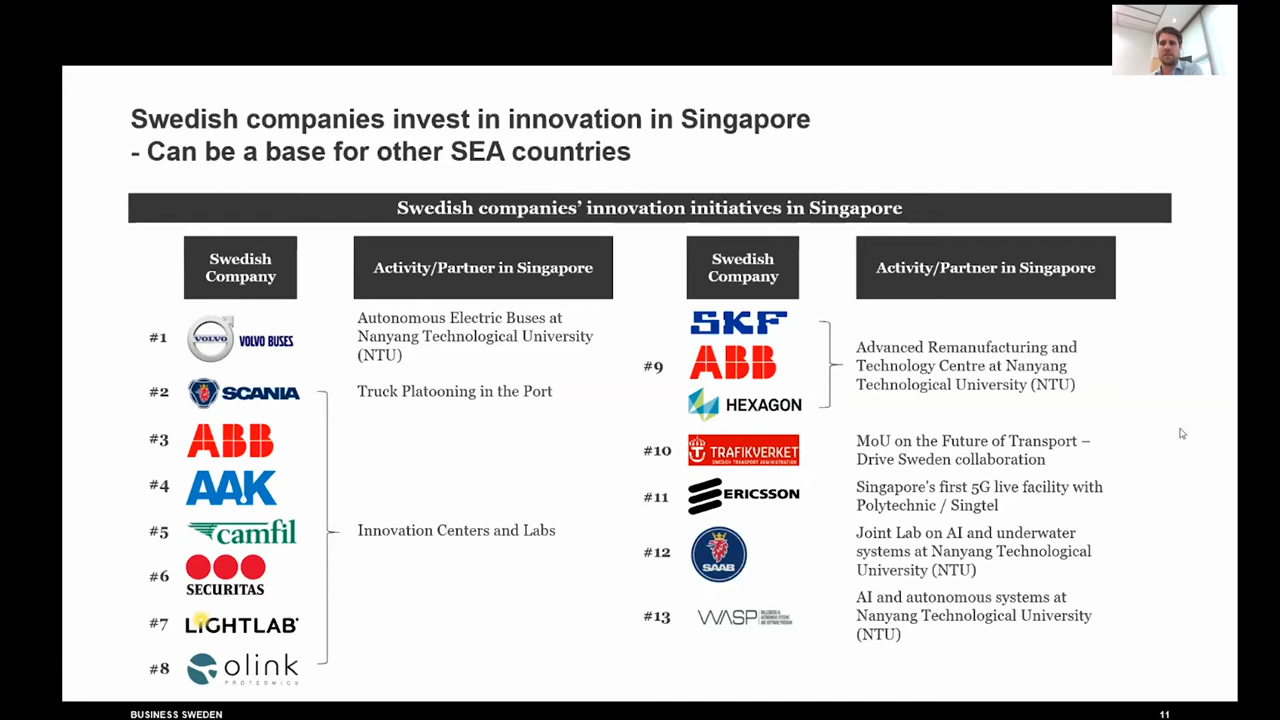 Swedish companies invest in innovation in Singapore
- Can be a base for other SEA countries
Swedish companies’ innovation initiatives in Singapore
Swedish
Company
Activity/Partner in Singapore
#1
VOLVO
VOLVO BUSES
Autonomous Electric Buses at
Nanyang Technological University
(NTU)
#2
SCANIA
Truck Platooning in the Port
#3
ABB
#4
AAK
#5
camfil
Innovation Centers and Labs
#6
SECURITAS
#7
LIGHTLAB
#8
olink
PROTEOMICS
Swedish
Company
Activity/Partner in Singapore
#9
SKF
ABB
HEXAGON
Advanced Remanufacturing and
Technology Centre at Nanyang
Technological University (NTU)
#10
TRAFIKVERKET
SWEDISH TRANSPORT ADMINISTRATION
MoU on the Future of Transport –
Drive Sweden collaboration
#11
ERICSSON
Singapore's first 5G live facility with
Polytechnic / Singtel
#12
SAAB
Joint Lab on AI and underwater
systems at Nanyang Technological
University (NTU)
#13
WASP
AI and autonomous systems at
Nanyang Technological University
(NTU)
BUSINESS SWEDEN
11